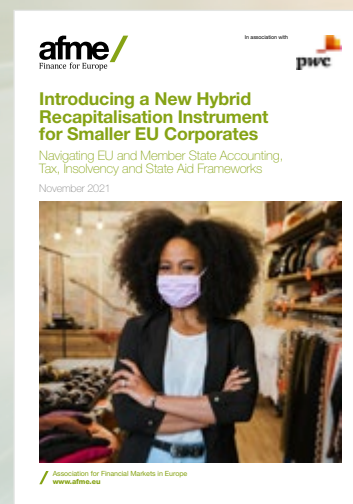 In association with
afme/
Finance for Europe
pwc
Introducing a New Hybrid
Recapitalisation Instrument
for Smaller EU Corporates
Navigating EU and Member State Accounting,
Tax, Insolvency and State Aid Frameworks
November 2021
Association for Financial Markets in Europe
www.afme.eu